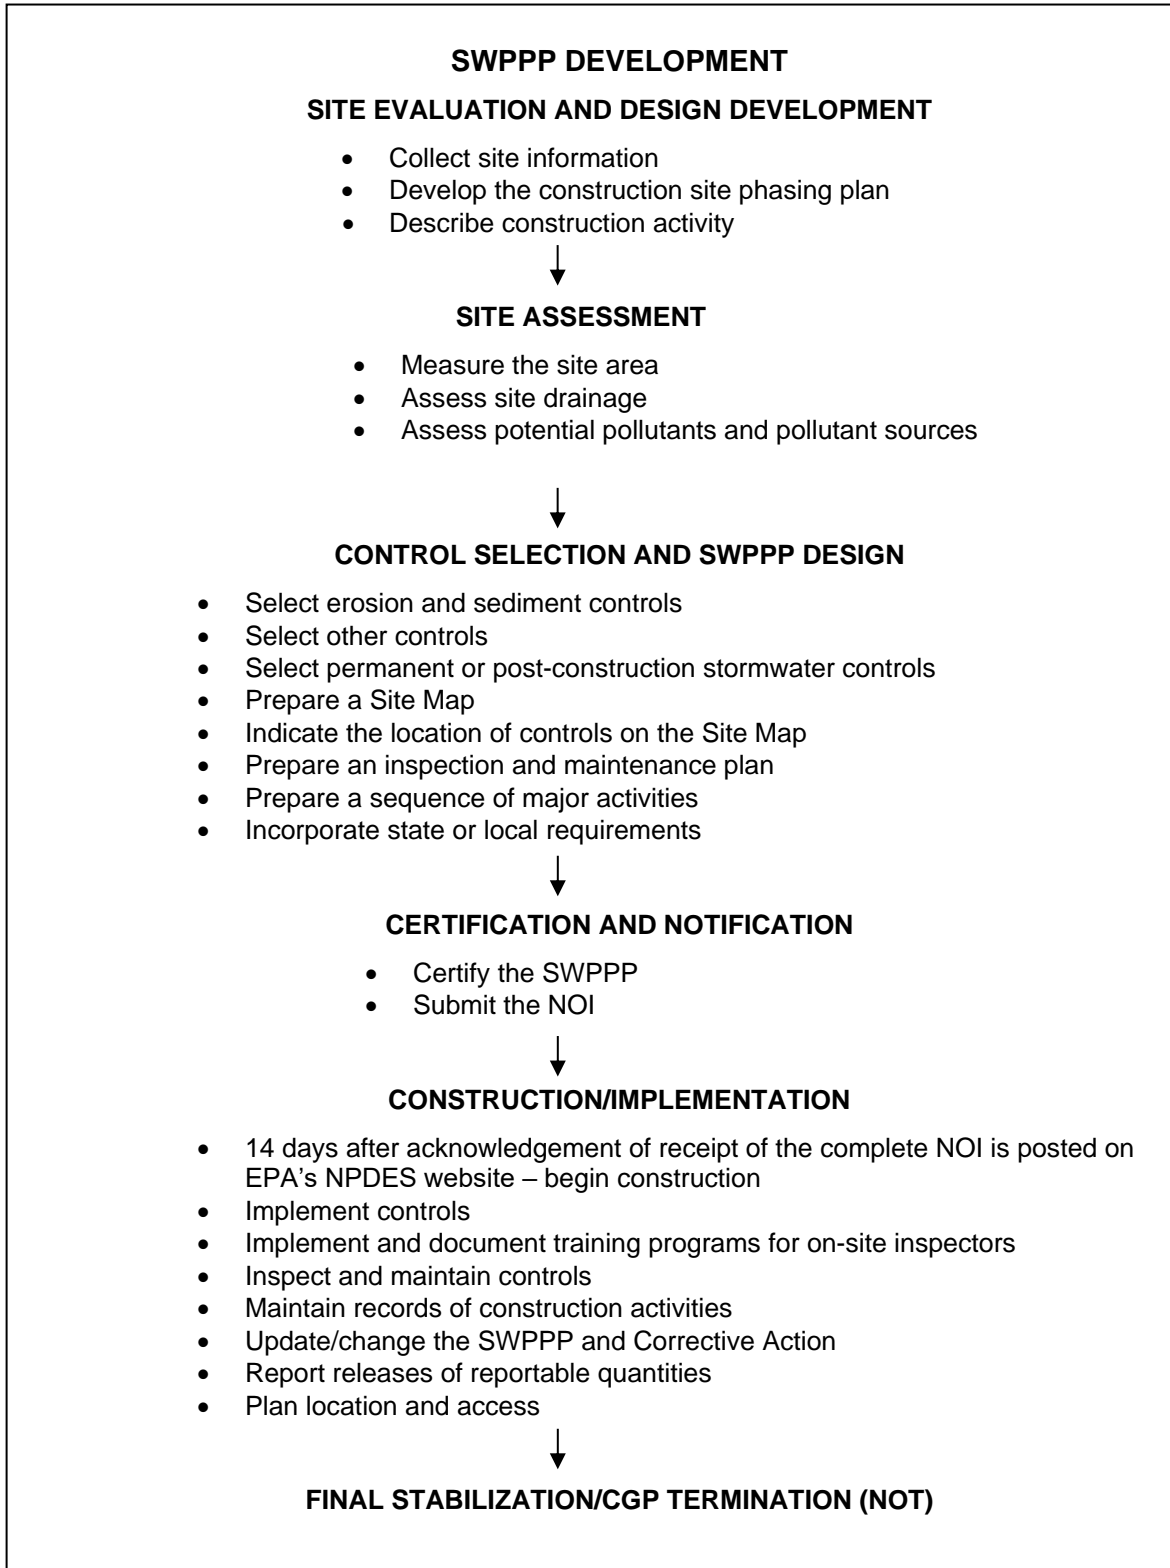 SWPPP DEVELOPMENT
SITE EVALUATION AND DESIGN DEVELOPMENT
• Collect site information
• Develop the construction site phasing plan
• Describe construction activity
SITE ASSESSMENT
• Measure the site area
• Assess site drainage
• Assess potential pollutants and pollutant sources
CONTROL SELECTION AND SWPPP DESIGN
• Select erosion and sediment controls
• Select other controls
• Select permanent or post-construction stormwater controls
• Prepare a Site Map
• Indicate the location of controls on the Site Map
• Prepare an inspection and maintenance plan
• Prepare a sequence of major activities
• Incorporate state or local requirements
CERTIFICATION AND NOTIFICATION
• Certify the SWPPP
• Submit the NOI
CONSTRUCTION/IMPLEMENTATION
• 14 days after acknowledgement of receipt of the complete NOI is posted on
EPA’s NPDES website – begin construction
• Implement controls
• Implement and document training programs for on-site inspectors
• Inspect and maintain controls
• Maintain records of construction activities
• Update/change the SWPPP and Corrective Action
• Report releases of reportable quantities
• Plan location and access
FINAL STABILIZATION/CGP TERMINATION (NOT)